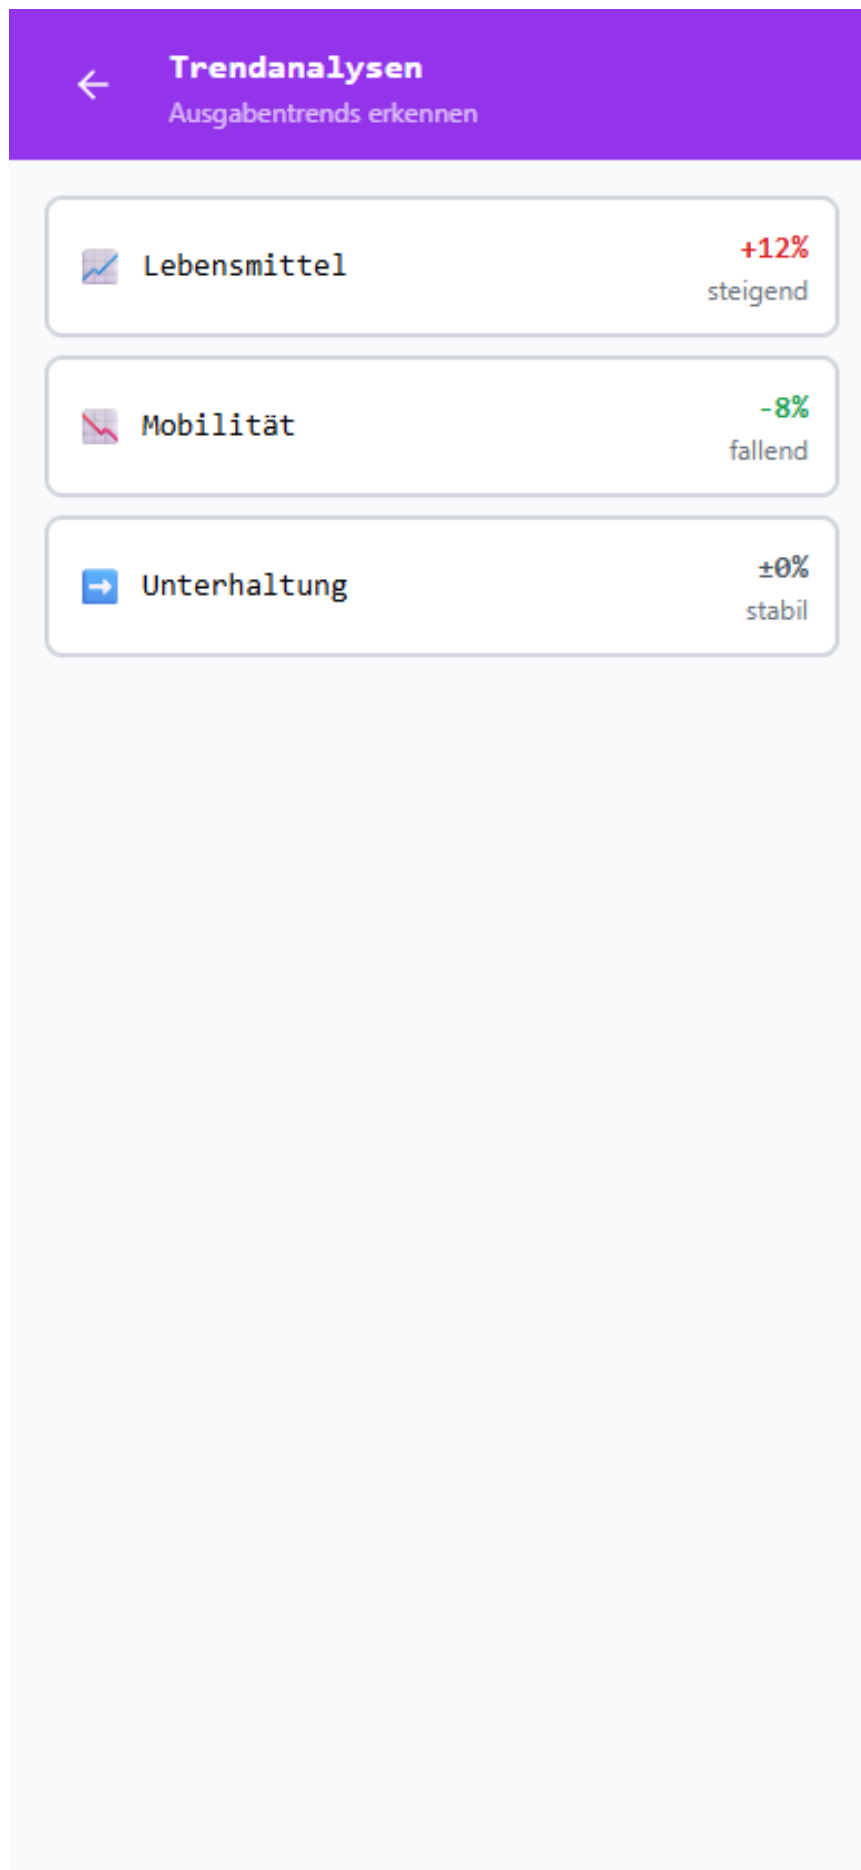 Trendanalysen
Ausgabentrends erkennen
Lebensmittel
+12%
steigend
Mobilität
-8%
fallend
Unterhaltung
±0%
stabil